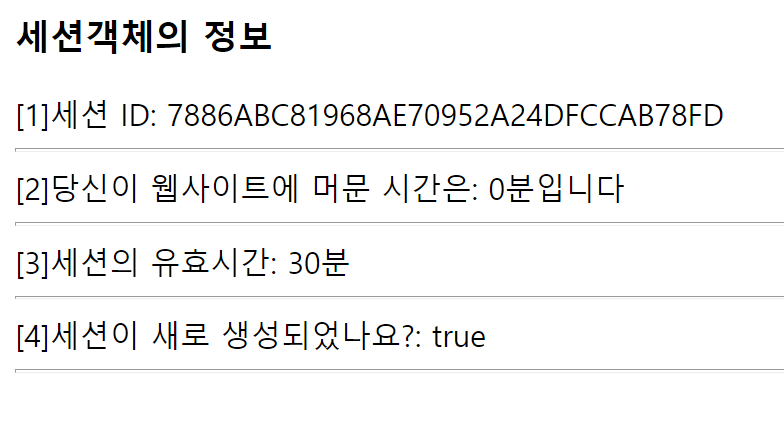 세션객체의 정보
[1]세션 ID: 7886ABC81968AE70952A24DFCCAB78FD
[2]당신이 웹사이트에 머문 시간은: 0분입니다
[3]세션의 유효시간: 30분
[4]세션이 새로 생성되었나요?: true